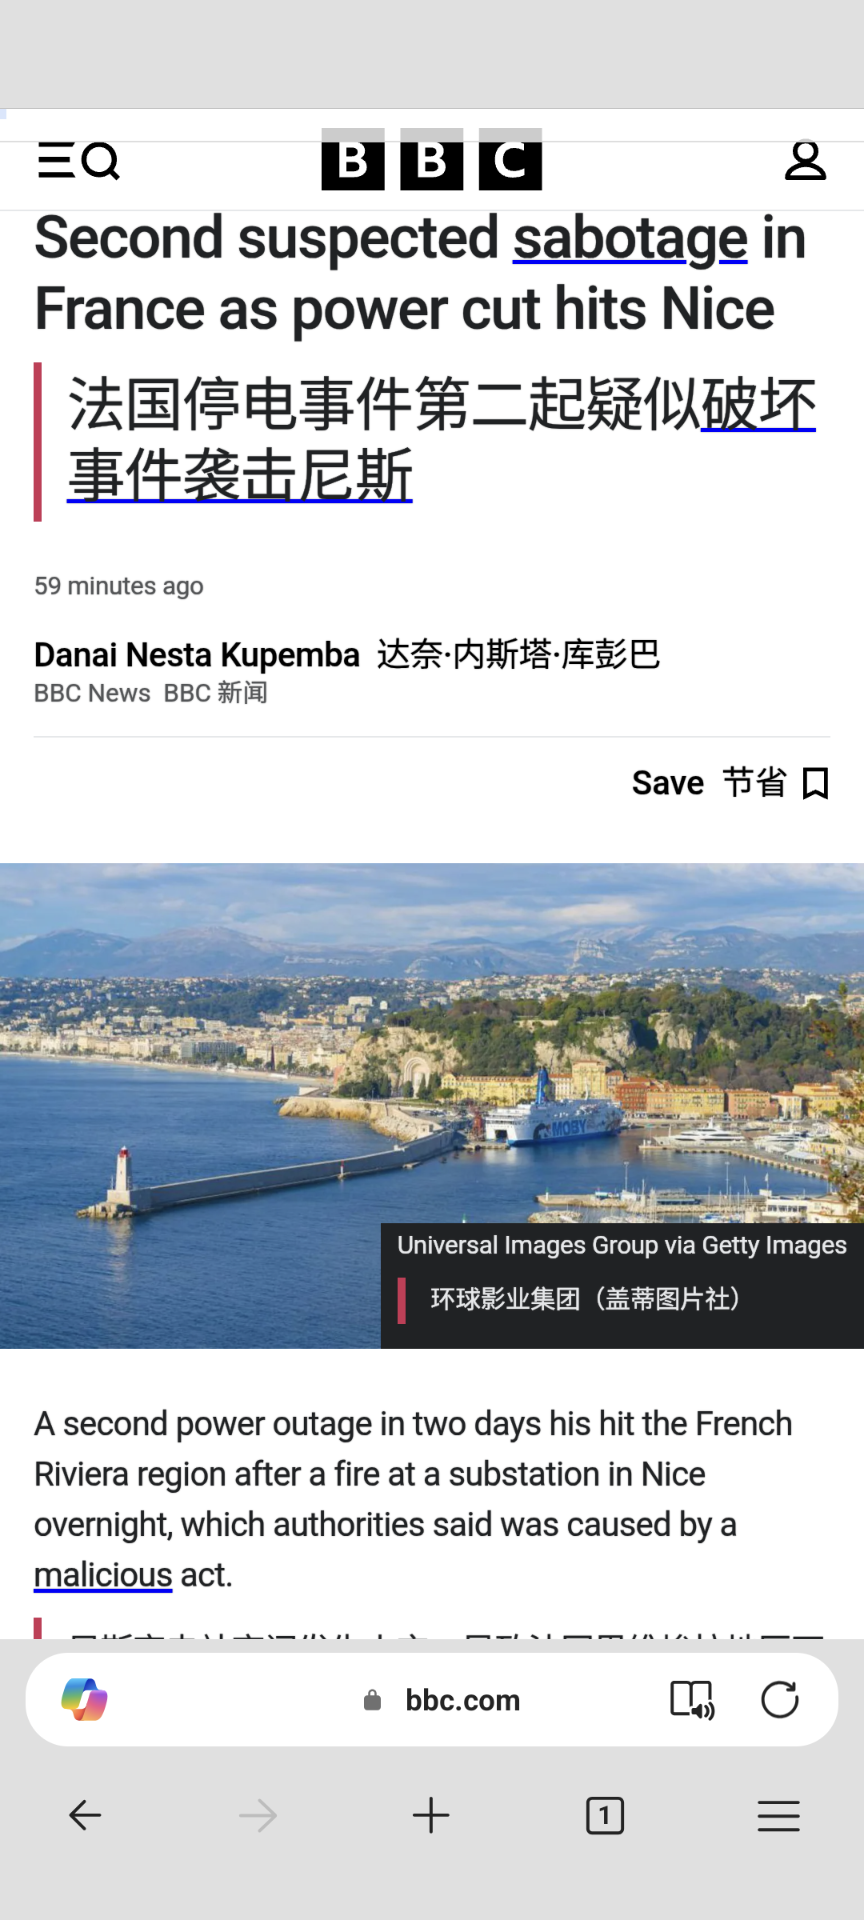 BBC
Second suspected sabotage in
France as power cut hits Nice
法国停电事件第二起疑似破坏
事件袭击尼斯
59 minutes ago
Danai Nesta Kupemba 达奈·内斯塔·库彭巴
BBC News BBC 新闻
Save 节省
MOBY
Universal Images Group via Getty Images
环球影业集团（盖蒂图片社）
A second power outage in two days his hit the French
Riviera region after a fire at a substation in Nice
overnight, which authorities said was caused by a
malicious act.
bbc.com
1